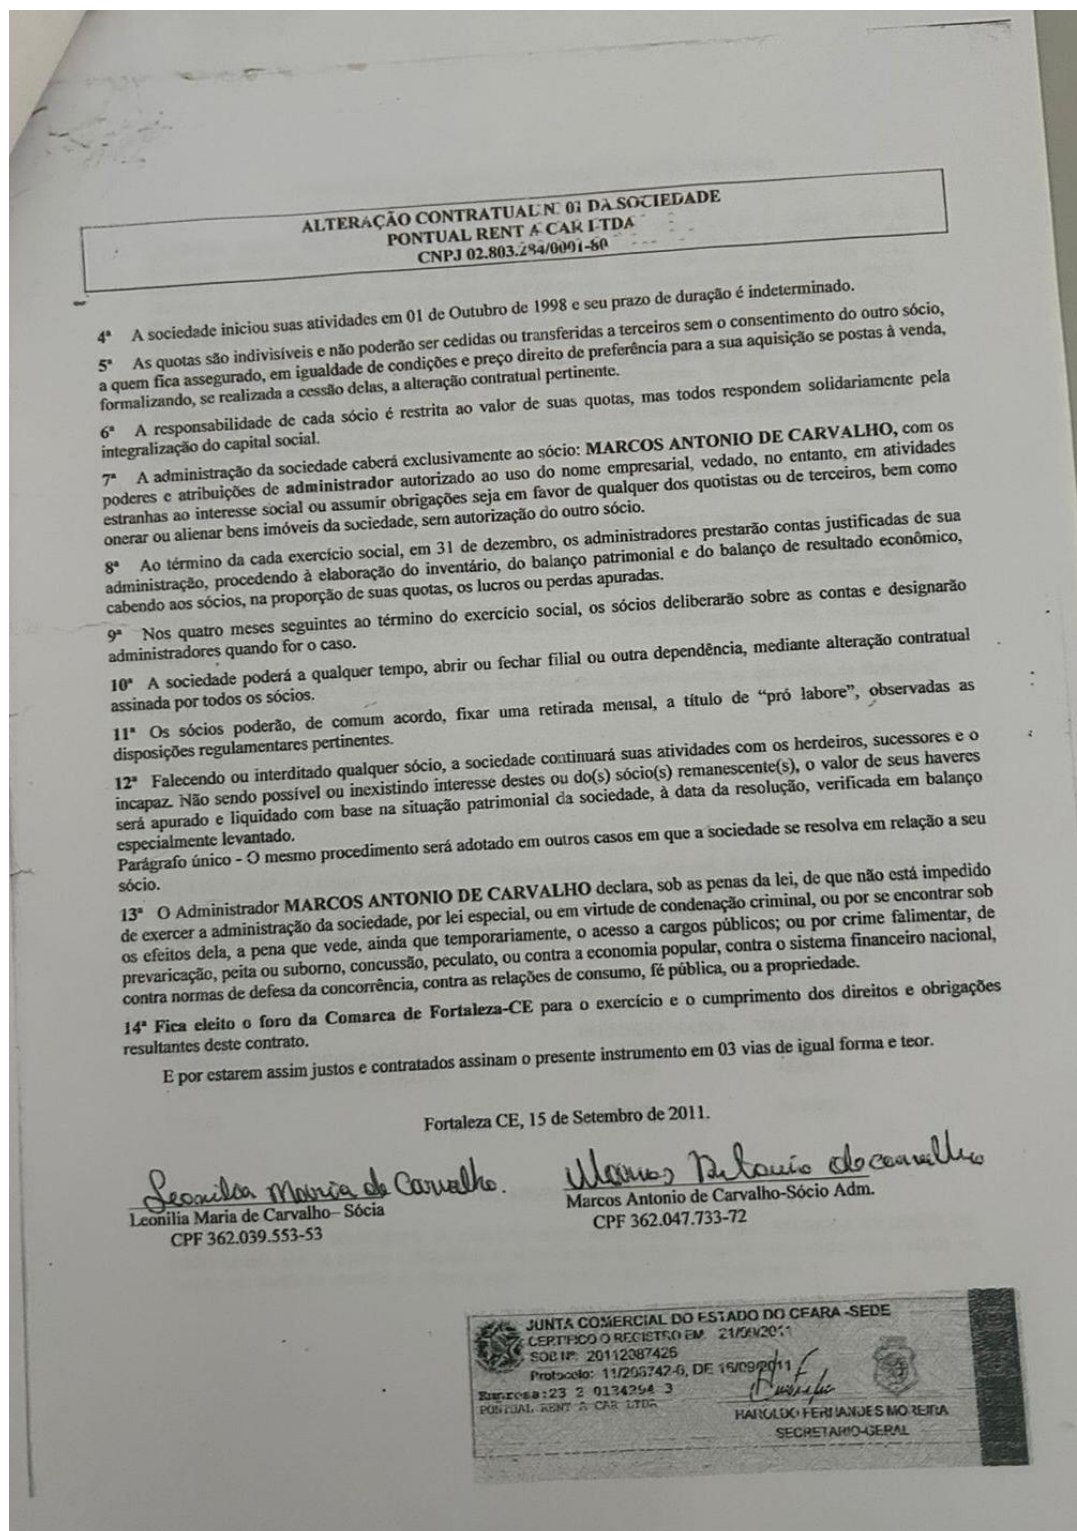 ALTERAÇÃO CONTRATUAL N. 01 DA SOCIEDADE
PONTUAL RENT A CAR LTDA
CNPJ 02.803.284/0001-80
4ª A sociedade iniciou suas atividades em 01 de Outubro de 1998 e seu prazo de duração é indeterminado.
5ª As quotas são indivisíveis e não poderão ser cedidas ou transferidas a terceiros sem o consentimento do outro sócio,
a quem fica assegurado, em igualdade de condições e preço direito de preferência para a sua aquisição se postas à venda,
formalizando, se realizada a cessão delas, a alteração contratual pertinente.
6ª A responsabilidade de cada sócio é restrita ao valor de suas quotas, mas todos respondem solidariamente pela
integralização do capital social.
7ª A administração da sociedade caberá exclusivamente ao sócio: MARCOS ANTONIO DE CARVALHO, com os
poderes e atribuições de administrador autorizado ao uso do nome empresarial, vedado, no entanto, em atividades
estranhas ao interesse social ou assumir obrigações seja em favor de qualquer dos quotistas ou de terceiros, bem como
onerar ou alienar bens imóveis da sociedade, sem autorização do outro sócio.
8ª Ao término da cada exercício social, em 31 de dezembro, os administradores prestarão contas justificadas de sua
administração, procedendo à elaboração do inventário, do balanço patrimonial e do balanço de resultado econômico,
cabendo aos sócios, na proporção de suas quotas, os lucros ou perdas apuradas.
9ª Nos quatro meses seguintes ao término do exercício social, os sócios deliberarão sobre as contas e designarão
administradores quando for o caso.
10ª A sociedade poderá a qualquer tempo, abrir ou fechar filial ou outra dependência, mediante alteração contratual
assinada por todos os sócios.
11ª Os sócios poderão, de comum acordo, fixar uma retirada mensal, a título de “pró labore”, observadas as
disposições regulamentares pertinentes.
12ª Falecendo ou interditado qualquer sócio, a sociedade continuará suas atividades com os herdeiros, sucessores e o
incapaz. Não sendo possível ou inexistindo interesse destes ou do(s) sócio(s) remanescente(s), o valor de seus haveres
será apurado e liquidado com base na situação patrimonial da sociedade, à data da resolução, verificada em balanço
especialmente levantado.
Parágrafo único - O mesmo procedimento será adotado em outros casos em que a sociedade se resolva em relação a seu
sócio.
13ª O Administrador MARCOS ANTONIO DE CARVALHO declara, sob as penas da lei, de que não está impedido
de exercer a administração da sociedade, por lei especial, ou em virtude de condenação criminal, ou por se encontrar sob
os efeitos dela, a pena que vede, ainda que temporariamente, o acesso a cargos públicos; ou por crime falimentar, de
prevaricação, peita ou suborno, concussão, peculato, ou contra a economia popular, contra o sistema financeiro nacional,
contra normas de defesa da concorrência, contra as relações de consumo, fé pública, ou a propriedade.
14ª Fica eleito o foro da Comarca de Fortaleza-CE para o exercício e o cumprimento dos direitos e obrigações
resultantes deste contrato.
E por estarem assim justos e contratados assinam o presente instrumento em 03 vias de igual forma e teor.
Fortaleza CE, 15 de Setembro de 2011.
Leonilia Maria de Carvalho. Marcos Antonio de Carvalho
Leonilia Maria de Carvalho– Sócia Marcos Antonio de Carvalho-Sócio Adm.
CPF 362.039.553-53 CPF 362.047.733-72
JUNTA COMERCIAL DO ESTADO DO CEARA -SEDE
CERTIFICO O REGISTRO EM: 21/09/2011
SOB Nº: 20112087426
Protocolo: 11/206742-6, DE 15/09/2011
Empresa:23 2 0134294 3
PONTUAL RENT A CAR LTDA
HAROLDO FERNANDES MOREIRA
SECRETARIO-GERAL